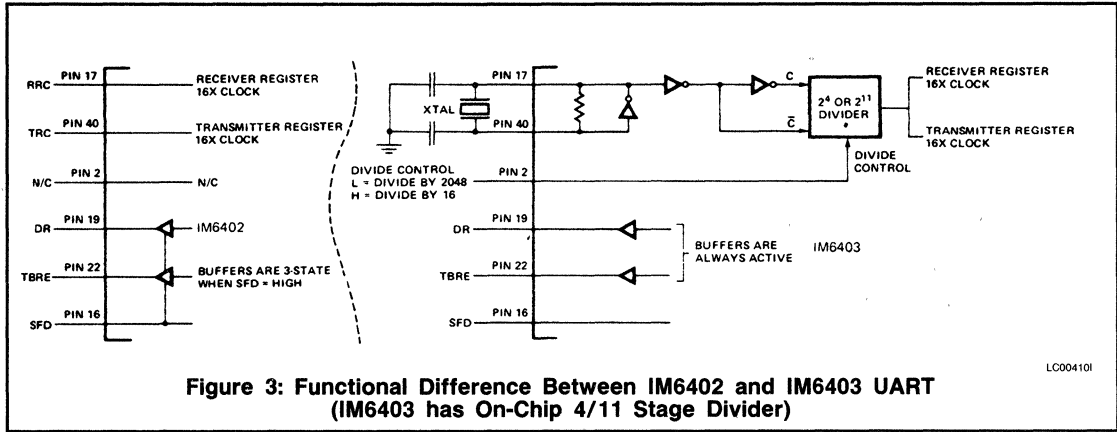 RRC PIN 17 RECEIVER REGISTER
16X CLOCK
TRC PIN 40 TRANSMITTER REGISTER
16X CLOCK
N/C PIN 2 N/C
DR PIN 19 IM6402
TBRE PIN 22 BUFFERS ARE 3-STATE
WHEN SFD = HIGH
SFD PIN 16
PIN 17
XTAL
PIN 40
DIVIDE CONTROL
L = DIVIDE BY 2048
H = DIVIDE BY 16
PIN 2
C
C̅
2⁴ OR 2¹¹
DIVIDER
DIVIDE
CONTROL
RECEIVER REGISTER
16X CLOCK
TRANSMITTER REGISTER
16X CLOCK
DR PIN 19
TBRE PIN 22
BUFFERS ARE
ALWAYS ACTIVE
IM6403
SFD PIN 16
LC00410I
Figure 3: Functional Difference Between IM6402 and IM6403 UART
(IM6403 has On-Chip 4/11 Stage Divider)